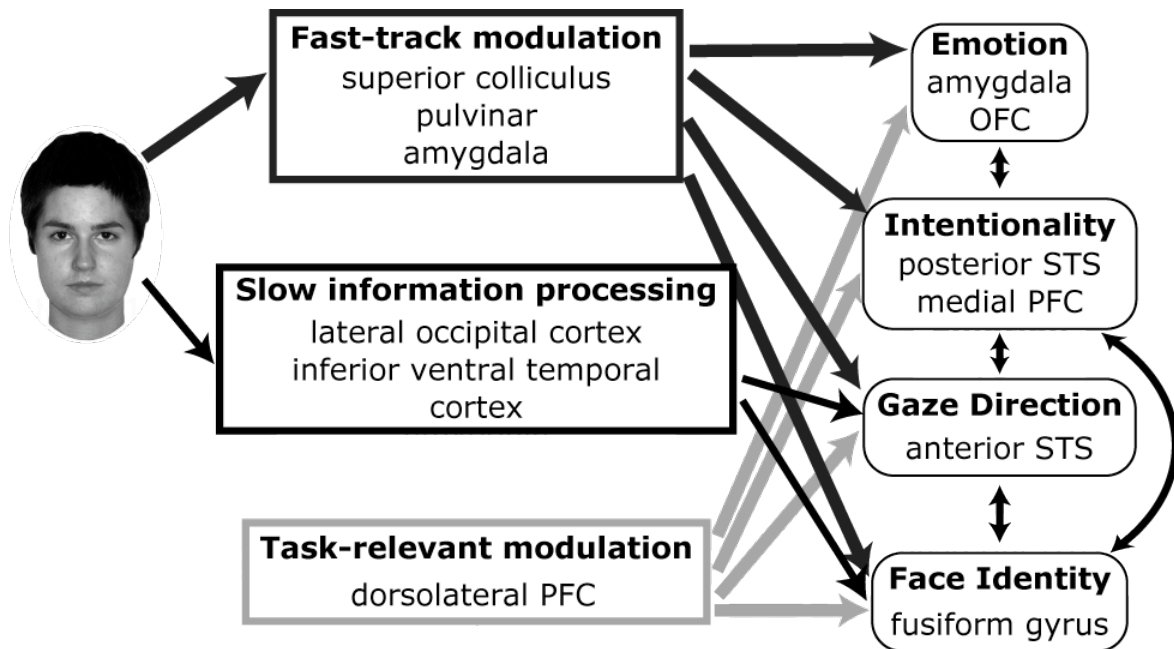 Fast-track modulation
superior colliculus
pulvinar
amygdala
Slow information processing
lateral occipital cortex
inferior ventral temporal
cortex
Task-relevant modulation
dorsolateral PFC
Emotion
amygdala
OFC
Intentionality
posterior STS
medial PFC
Gaze Direction
anterior STS
Face Identity
fusiform gyrus